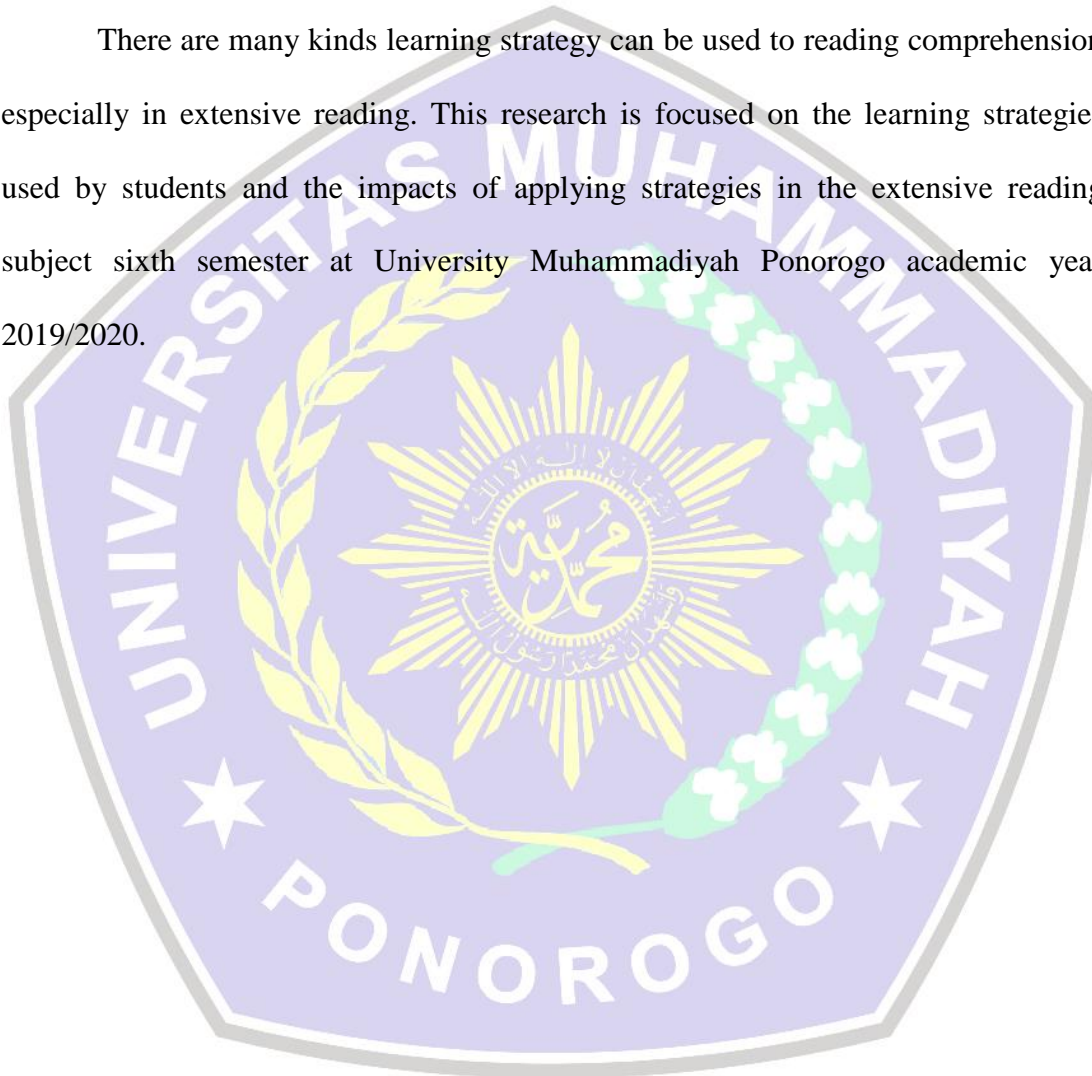 There are many kinds learning strategy can be used to reading comprehension
especially in extensive reading. This research is focused on the learning strategie
used by students and the impacts of applying strategies in the extensive reading
subject sixth semester at University Muhammadiyah Ponorogo academic yea
2019/2020.
UNIVERSITAS MUHAMMADIYAH
PONOROGO
محمدية